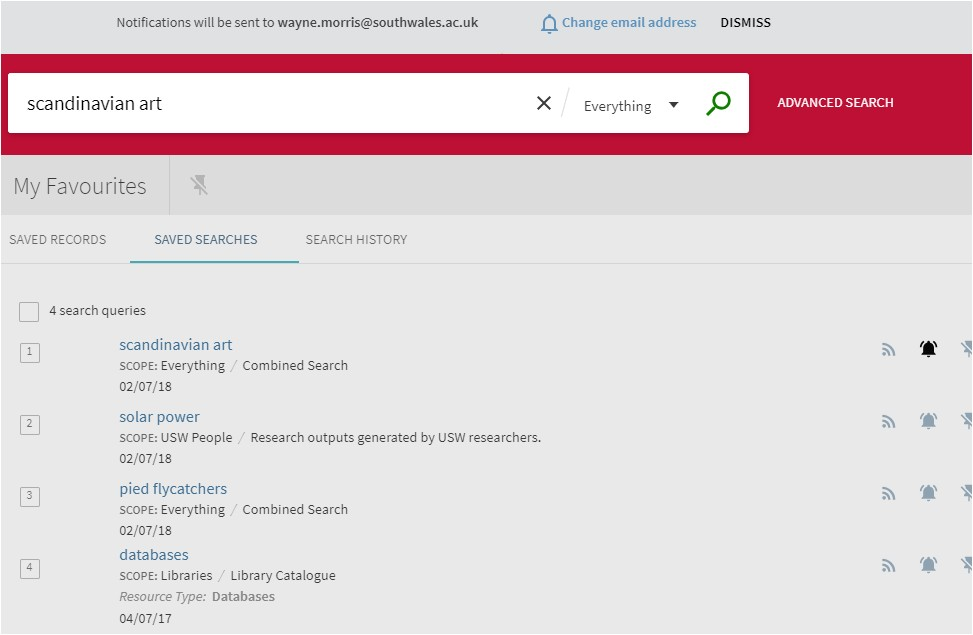 Notifications will be sent to wayne.morris@southwales.ac.uk Change email address DISMISS
scandinavian art Everything ADVANCED SEARCH
My Favourites
SAVED RECORDS SAVED SEARCHES SEARCH HISTORY
4 search queries
1 scandinavian art
SCOPE: Everything / Combined Search
02/07/18
2 solar power
SCOPE: USW People / Research outputs generated by USW researchers.
02/07/18
3 pied flycatchers
SCOPE: Everything / Combined Search
02/07/18
4 databases
SCOPE: Libraries / Library Catalogue
Resource Type: Databases
04/07/17